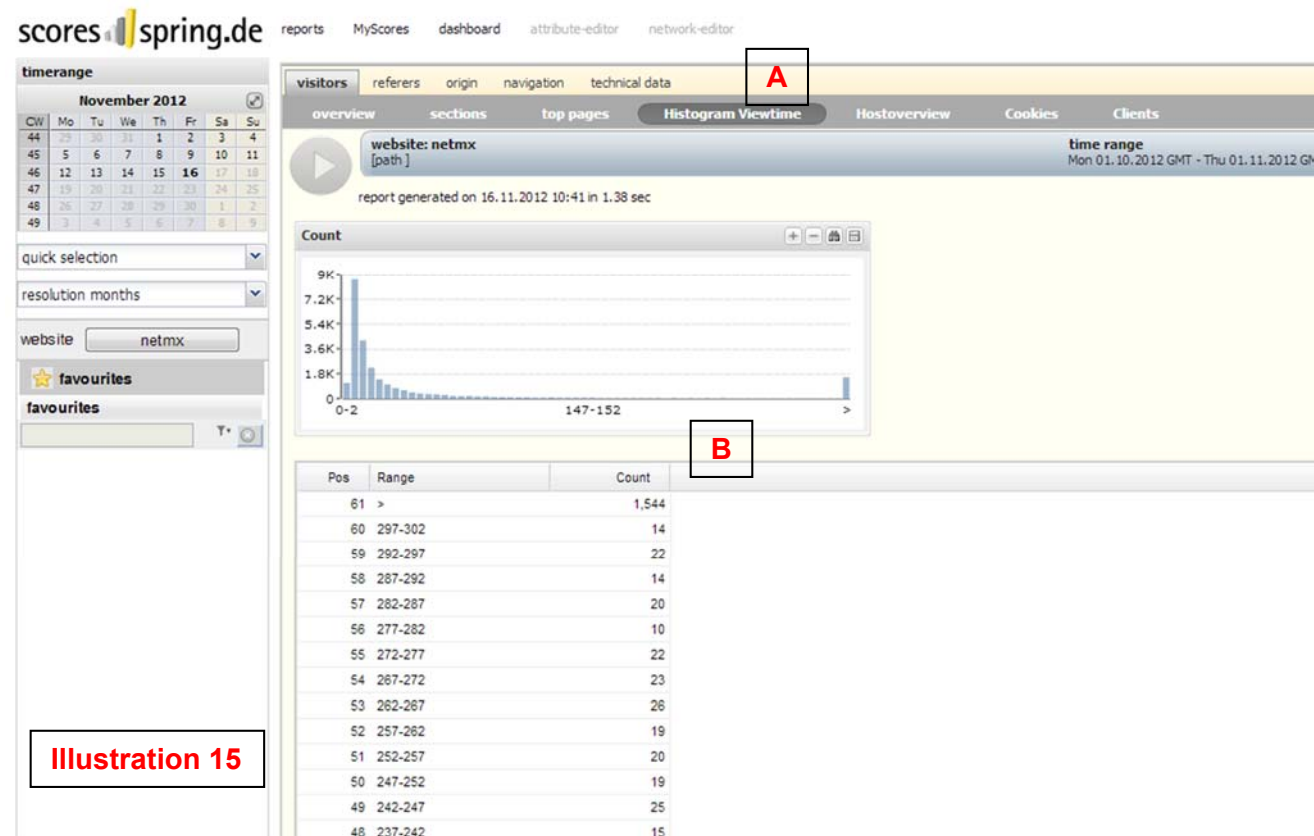 scores spring.de
reports MyScores dashboard attribute-editor network-editor
timerange
November 2012
CW Mo Tu We Th Fr Sa Su
44 29 30 31 1 2 3 4
45 5 6 7 8 9 10 11
46 12 13 14 15 16 17 18
47 19 20 21 22 23 24 25
48 26 27 28 29 30 1 2
49 3 4 5 6 7 8 9
quick selection
resolution months
website netmx
favourites
favourites
visitors referers origin navigation technical data
A
overview sections top pages Histogram Viewtime Hostoverview Cookies Clients
website: netmx
[path ]
time range
Mon 01.10.2012 GMT - Thu 01.11.2012 GM
report generated on 16.11.2012 10:41 in 1.38 sec
Count
9K
7.2K
5.4K
3.6K
1.8K
0
0-2 147-152 >
B
Pos Range Count
61 > 1,544
60 297-302 14
59 292-297 22
58 287-292 14
57 282-287 20
56 277-282 10
55 272-277 22
54 267-272 23
53 262-267 26
52 257-262 19
51 252-257 20
50 247-252 19
49 242-247 25
48 237-242 15
Illustration 15